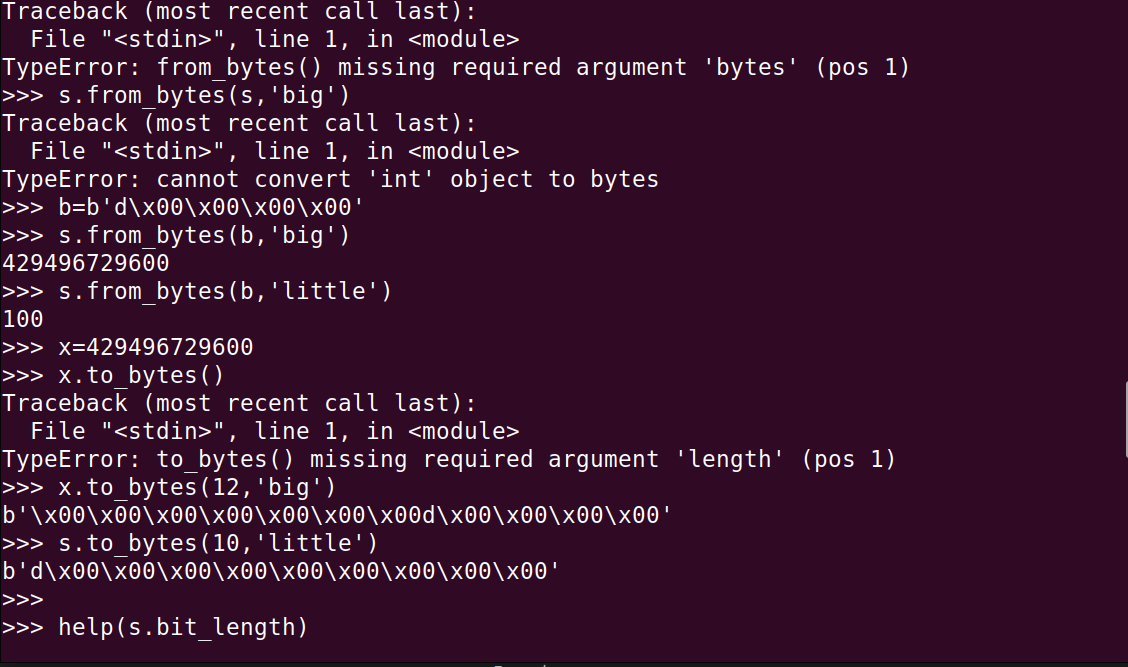 Traceback (most recent call last):
  File "<stdin>", line 1, in <module>
TypeError: from_bytes() missing required argument 'bytes' (pos 1)
>>> s.from_bytes(s,'big')
Traceback (most recent call last):
  File "<stdin>", line 1, in <module>
TypeError: cannot convert 'int' object to bytes
>>> b=b'd\x00\x00\x00\x00'
>>> s.from_bytes(b,'big')
429496729600
>>> s.from_bytes(b,'little')
100
>>> x=429496729600
>>> x.to_bytes()
Traceback (most recent call last):
  File "<stdin>", line 1, in <module>
TypeError: to_bytes() missing required argument 'length' (pos 1)
>>> x.to_bytes(12,'big')
b'\x00\x00\x00\x00\x00\x00\x00d\x00\x00\x00\x00'
>>> s.to_bytes(10,'little')
b'd\x00\x00\x00\x00\x00\x00\x00\x00\x00'
>>>
>>> help(s.bit_length)